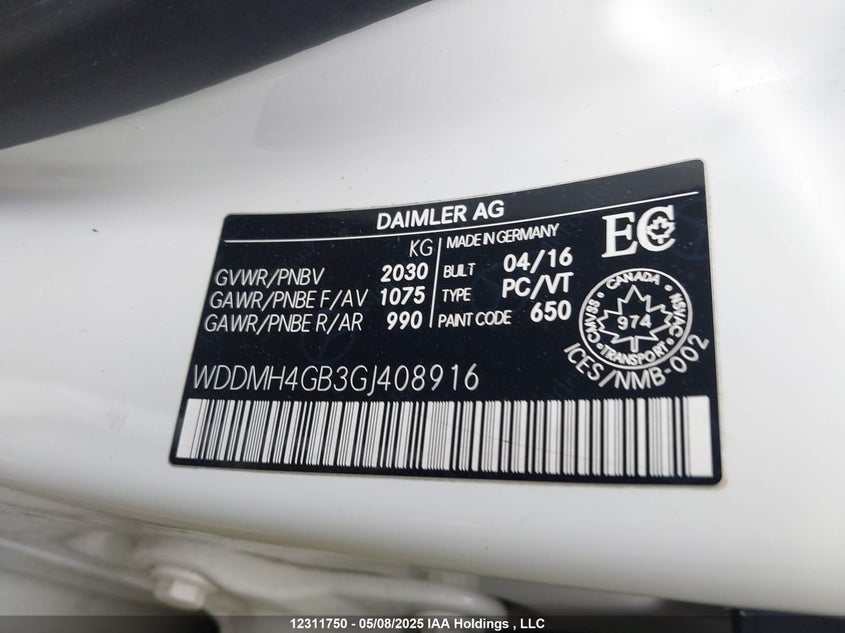 DAIMLER AG
KG
MADE IN GERMANY
EC
GVWR/PNBV 2030
BUILT 04/16
GAWR/PNBE F/AV 1075
TYPE PC/VT
GAWR/PNBE R/AR 990
PAINT CODE 650
CANADA
CMVSS 974 NSVAC
TRANSPORT
ICES/NMB-002
WDDMH4GB3GJ408916
12311750 - 05/08/2025 IAA Holdings , LLC